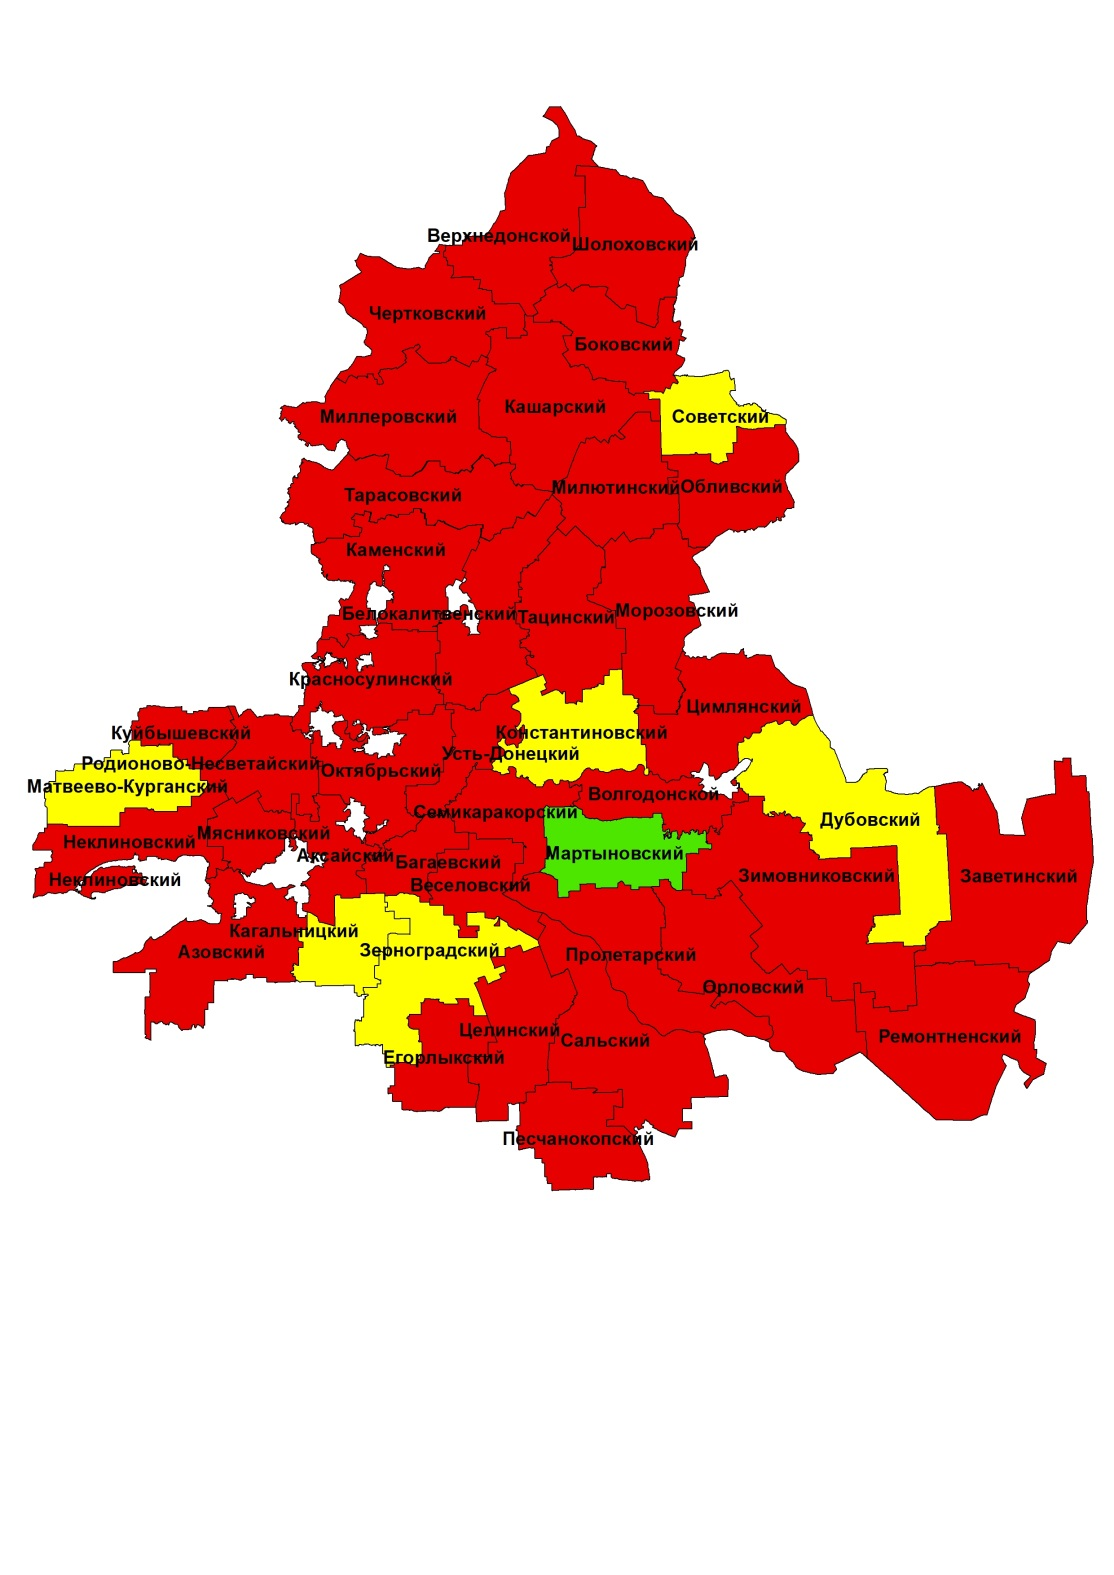 Верхнедонской
Шолоховский
Чертковский
Боковский
Миллеровский
Кашарский
Советский
Тарасовский
Милютинский
Обливский
Каменский
Белокалитвенский
Тацинский
Морозовский
Красносулинский
Цимлянский
Куйбышевский
Константиновский
Усть-Донецкий
Родионово-Несветайский
Октябрьский
Матвеево-Курганский
Волгодонской
Семикаракорский
Дубовский
Мясниковский
Неклиновский
Аксайский
Багаевский
Мартыновский
Неклиновский
Веселовский
Зимовниковский
Заветинский
Кагальницкий
Азовский
Зерноградский
Пролетарский
Орловский
Целинский
Сальский
Ремонтненский
Егорлыкский
Песчанокопский